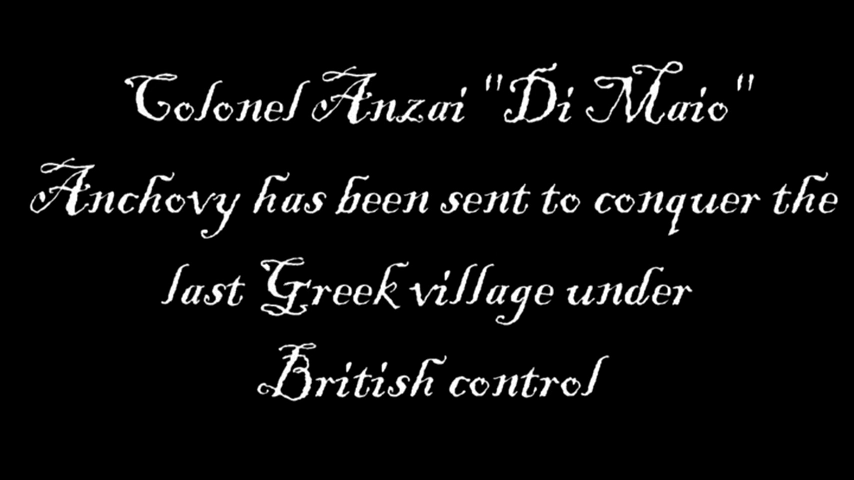 Colonel Anzai "Di Maio"
Anchovy has been sent to conquer the
last Greek village under
British control